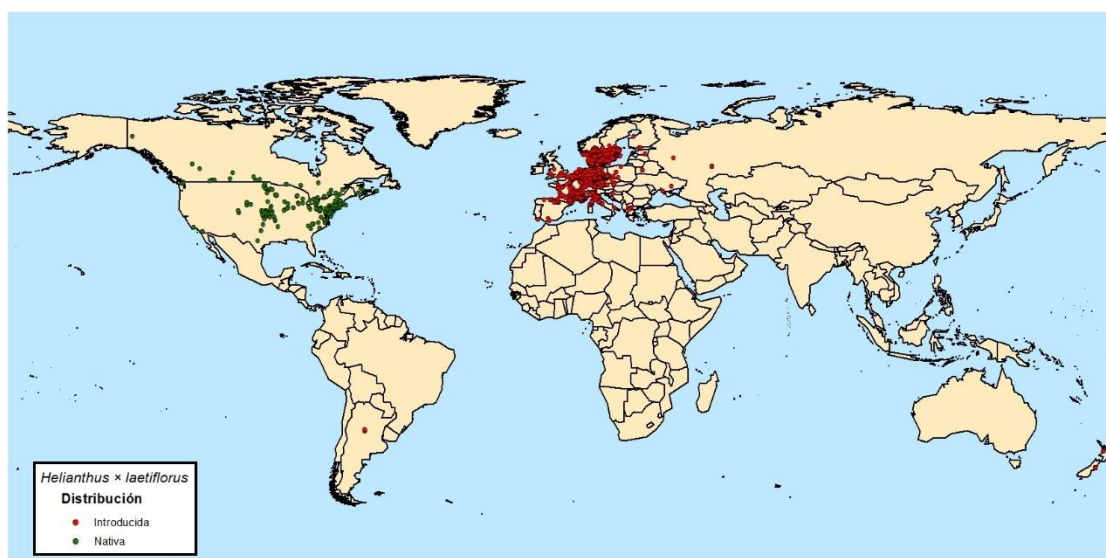 Helianthus × laetiflorus
Distribución
Introducida
Nativa